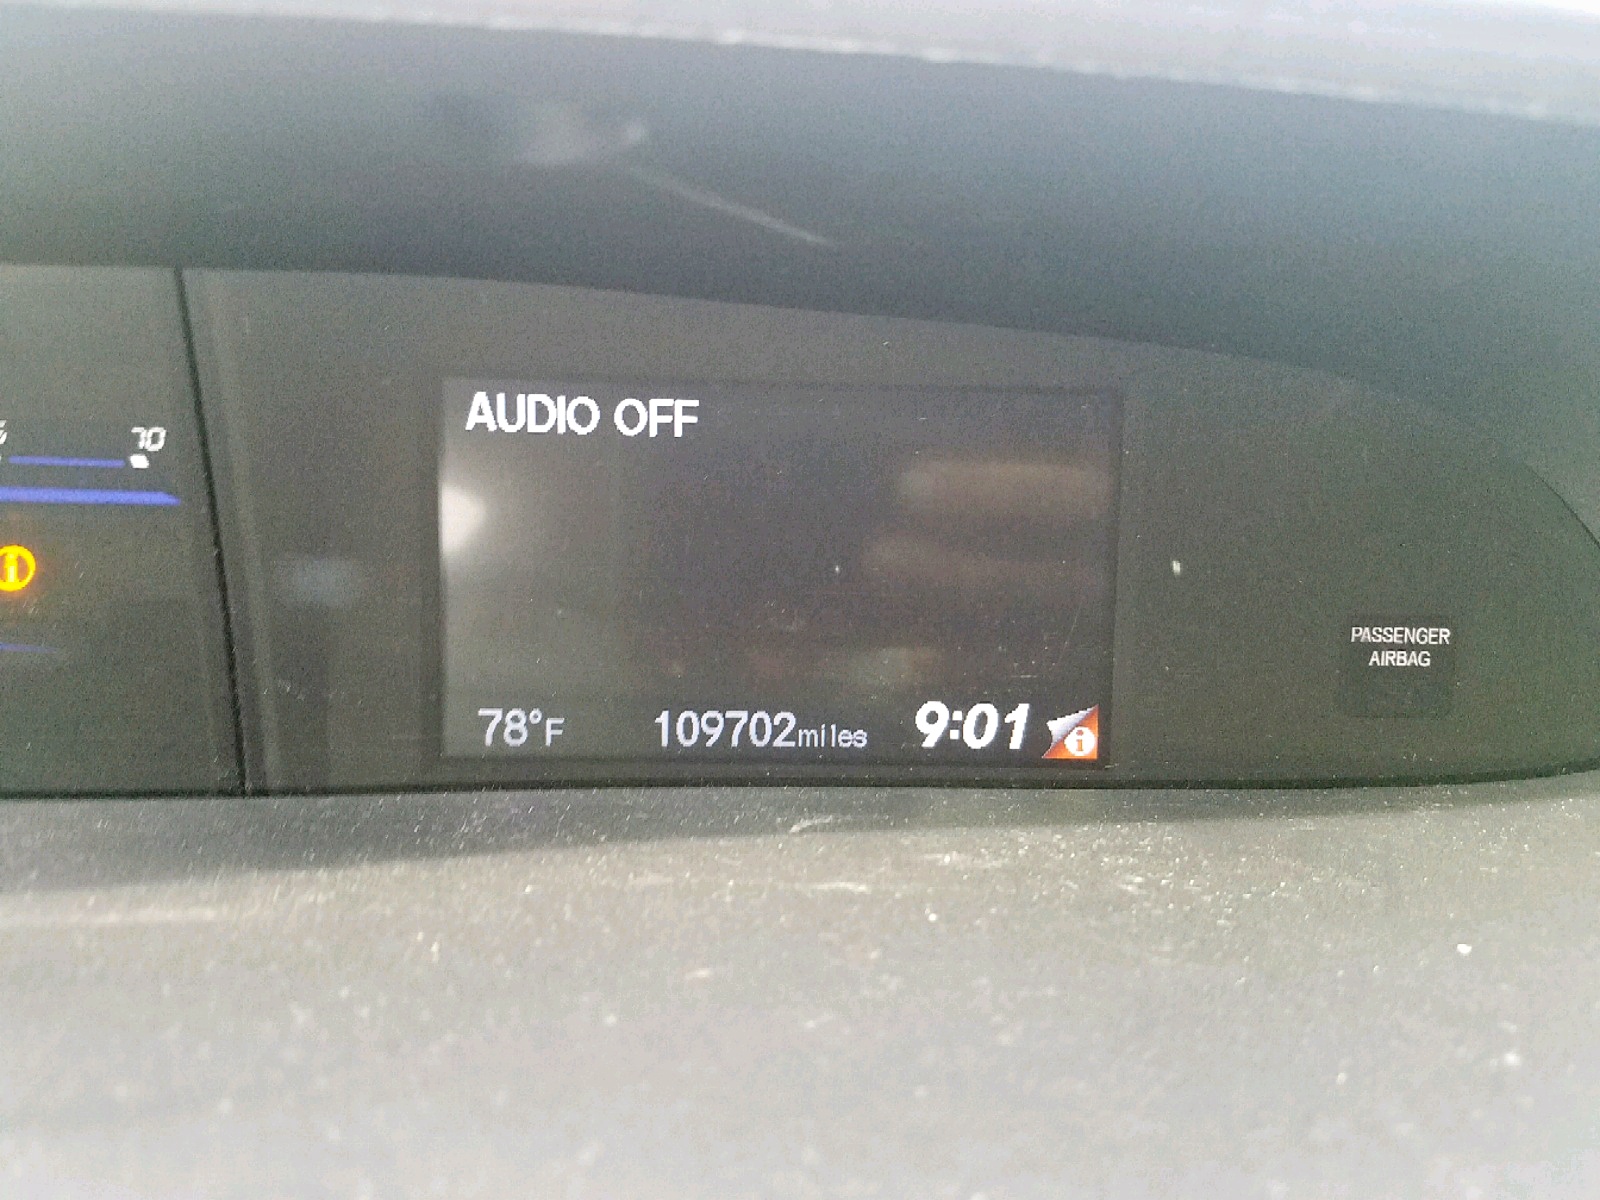 AUDIO OFF
70
PASSENGER
AIRBAG
78°F 109702miles 9:01